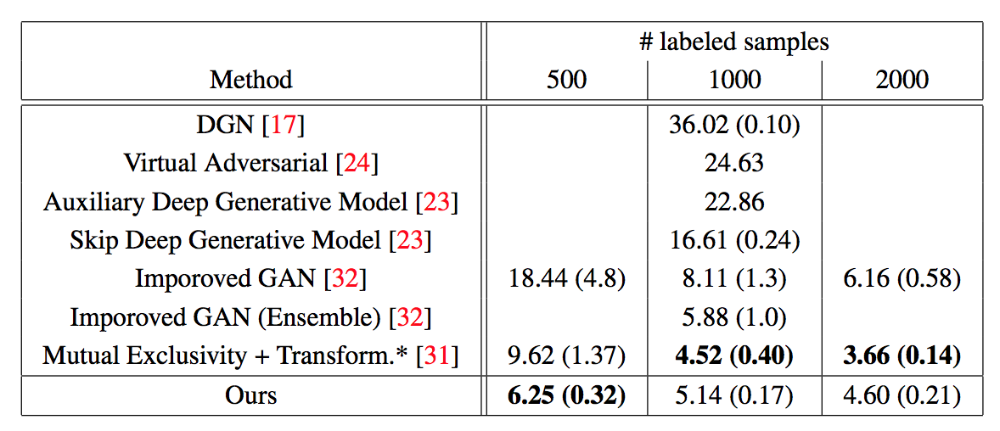 # labeled samples
Method 500 1000 2000
DGN [17] 36.02 (0.10)
Virtual Adversarial [24] 24.63
Auxiliary Deep Generative Model [23] 22.86
Skip Deep Generative Model [23] 16.61 (0.24)
Imporoved GAN [32] 18.44 (4.8) 8.11 (1.3) 6.16 (0.58)
Imporoved GAN (Ensemble) [32] 5.88 (1.0)
Mutual Exclusivity + Transform.* [31] 9.62 (1.37) 4.52 (0.40) 3.66 (0.14)
Ours 6.25 (0.32) 5.14 (0.17) 4.60 (0.21)